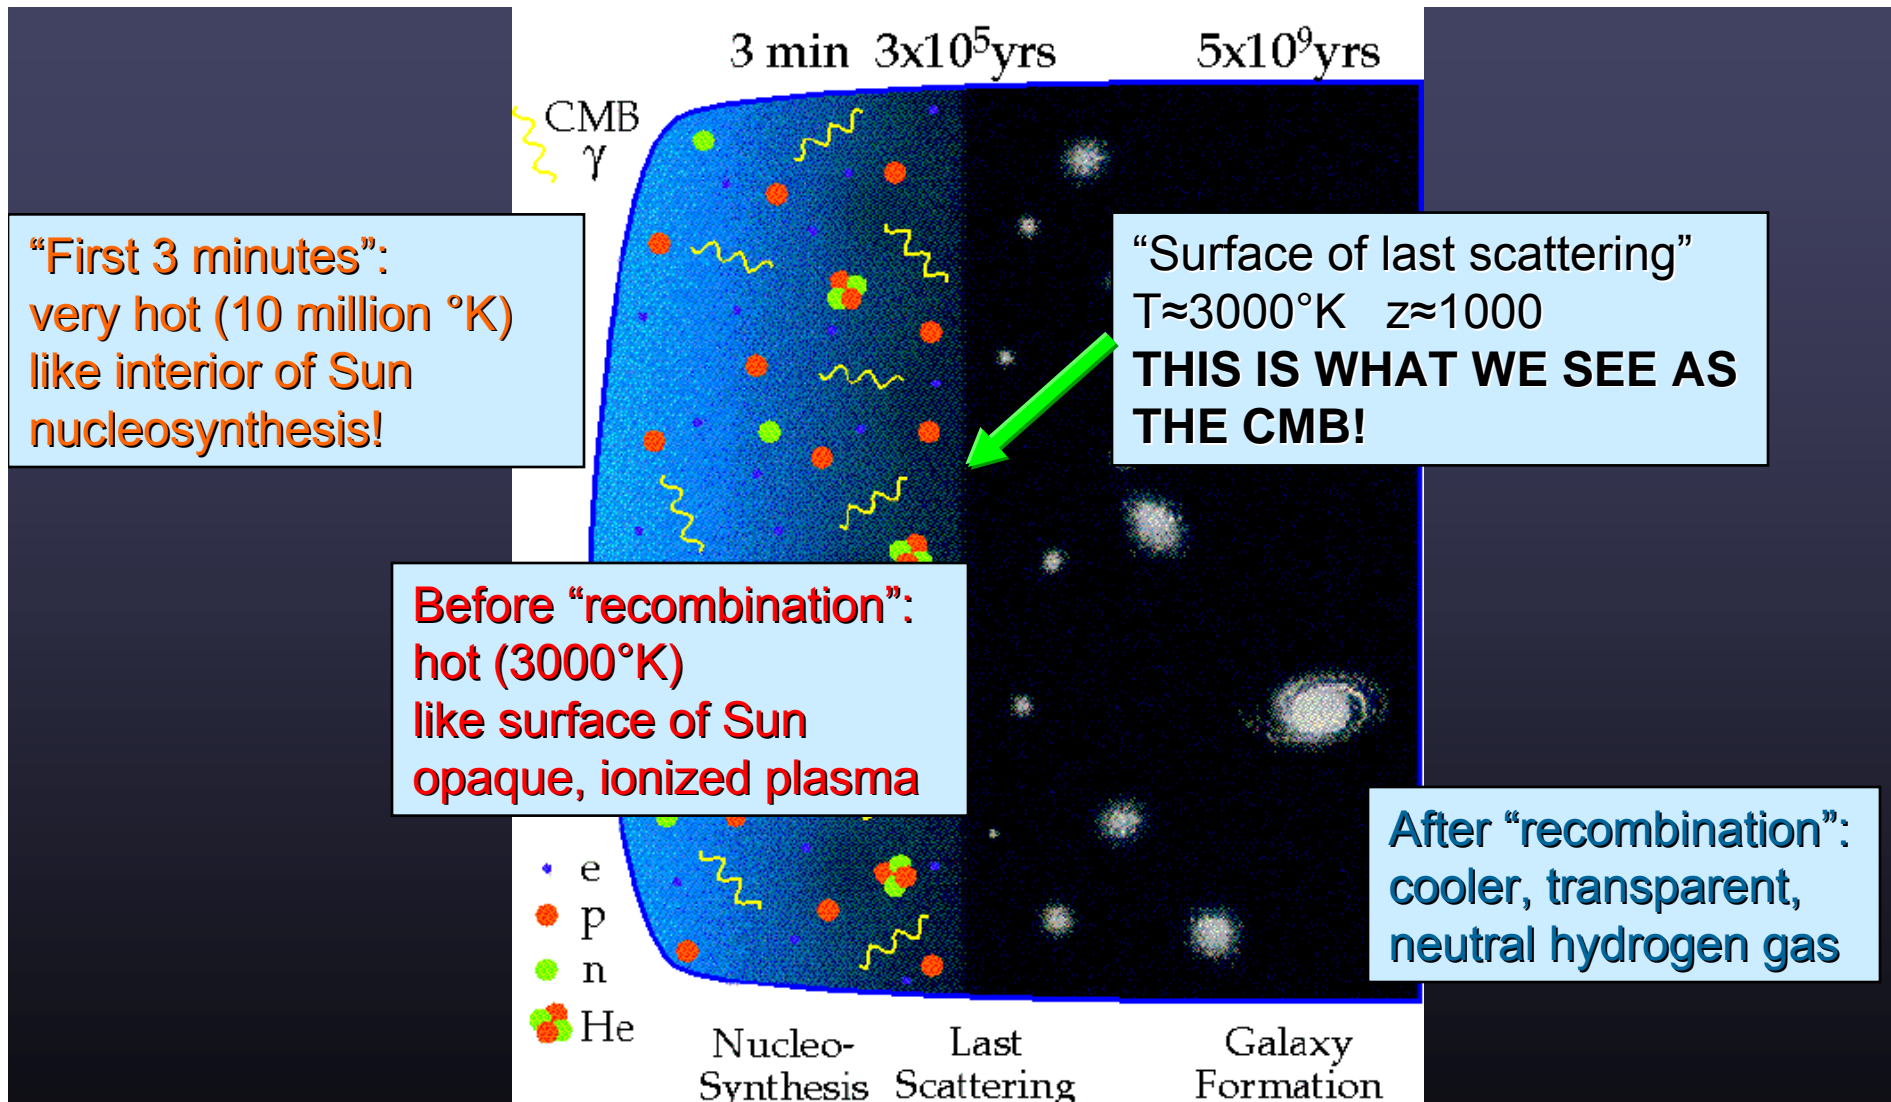 3 min 3x10⁵yrs 5x10⁹yrs
CMB
γ
“First 3 minutes”:
very hot (10 million °K)
like interior of Sun
nucleosynthesis!
“Surface of last scattering”
T≈3000°K z≈1000
THIS IS WHAT WE SEE AS
THE CMB!
Before “recombination”:
hot (3000°K)
like surface of Sun
opaque, ionized plasma
After “recombination”:
cooler, transparent,
neutral hydrogen gas
e
p
n
He
Nucleo-
Synthesis
Last
Scattering
Galaxy
Formation